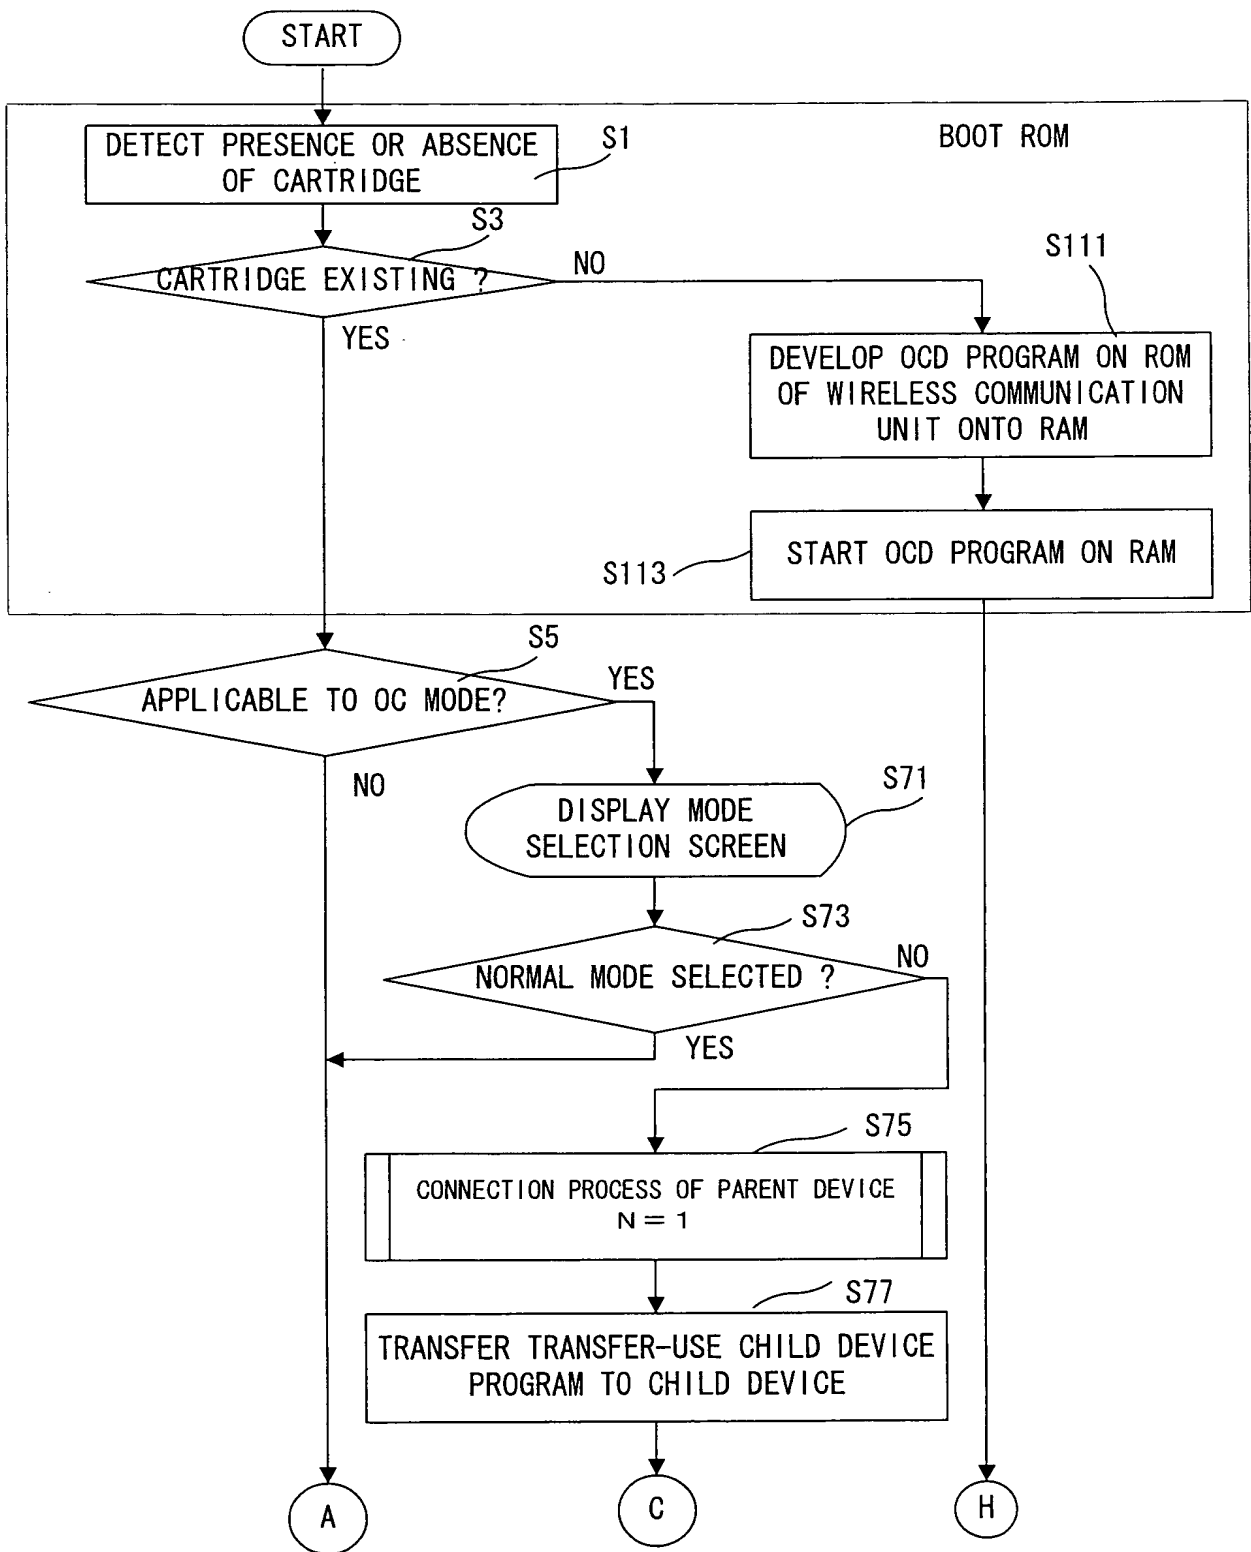 START
BOOT ROM
DETECT PRESENCE OR ABSENCE
OF CARTRIDGE
S1
S3
CARTRIDGE EXISTING ?
NO
YES
S111
DEVELOP OCD PROGRAM ON ROM
OF WIRELESS COMMUNICATION
UNIT ONTO RAM
START OCD PROGRAM ON RAM
S113
S5
APPLICABLE TO OC MODE?
YES
NO
S71
DISPLAY MODE
SELECTION SCREEN
S73
NORMAL MODE SELECTED ?
NO
YES
S75
CONNECTION PROCESS OF PARENT DEVICE
N = 1
S77
TRANSFER TRANSFER-USE CHILD DEVICE
PROGRAM TO CHILD DEVICE
A
C
H